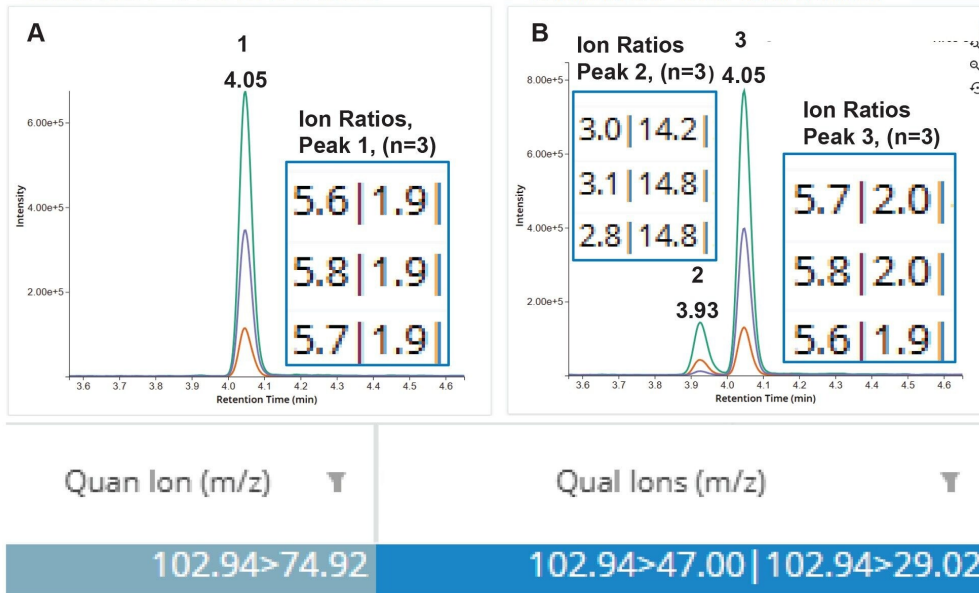 A
1
4.05
Ion Ratios,
Peak 1, (n=3)
5.6|1.9|
5.8|1.9|
5.7|1.9|
6.00e+5
4.00e+5
2.00e+5
Intensity
3.6 3.7 3.8 3.9 4.0 4.1 4.2 4.3 4.4 4.5 4.6
Retention Time (min)
B
Ion Ratios
Peak 2, (n=3)
3.0|14.2|
3.1|14.8|
2.8|14.8|
3
4.05
Ion Ratios
Peak 3, (n=3)
5.7|2.0|
5.8|2.0|
5.6|1.9|
2
3.93
8.00e+5
6.00e+5
4.00e+5
2.00e+5
Intensity
3.6 3.7 3.8 3.9 4.0 4.1 4.2 4.3 4.4 4.5 4.6
Retention Time (min)
Quan Ion (m/z) Qual Ions (m/z)
102.94>74.92 102.94>47.00|102.94>29.02